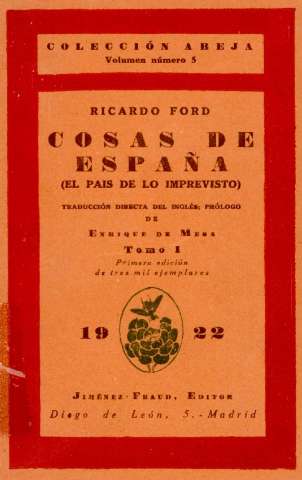 COLECCIÓN ABEJA
Volumen número 5
RICARDO FORD
COSAS DE
ESPAÑA
(EL PAIS DE LO IMPREVISTO)
TRADUCCIÓN DIRECTA DEL INGLÉS; PRÓLOGO
DE
ENRIQUE DE MESA
Tomo I
Primera edición
de tres mil ejemplares
19 22
JIMÉNEZ-FRAUD, EDITOR
Diego de León, 5.-Madrid